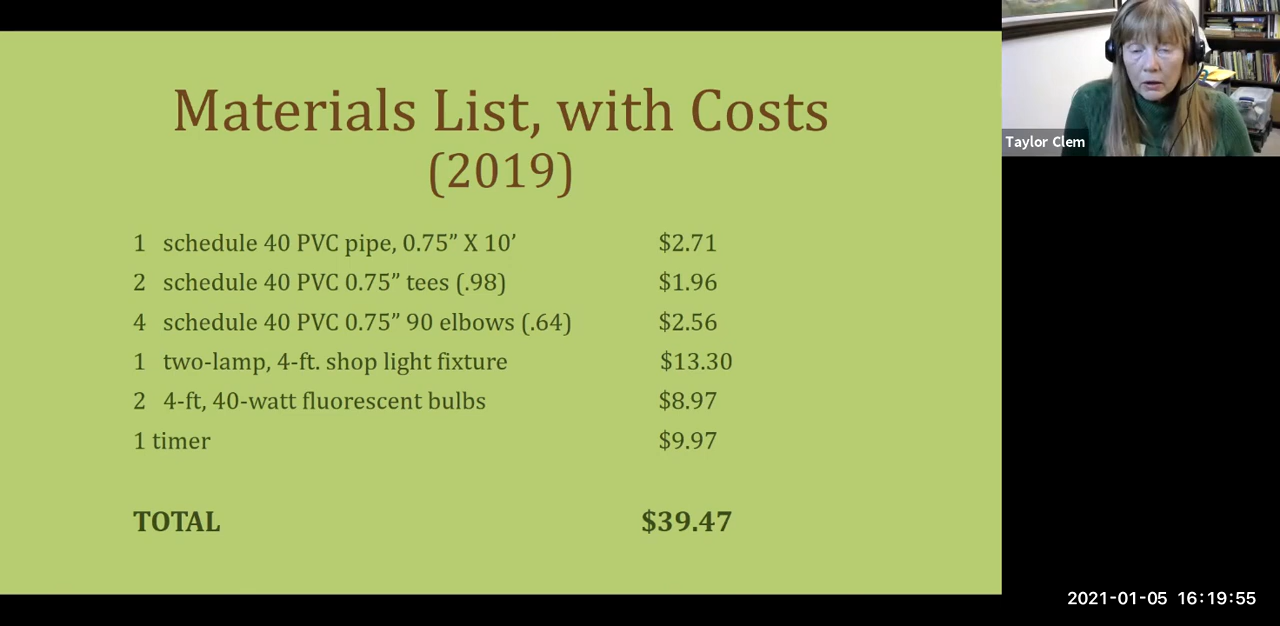 Materials List, with Costs
(2019)
1 schedule 40 PVC pipe, 0.75” X 10’ $2.71
2 schedule 40 PVC 0.75” tees (.98) $1.96
4 schedule 40 PVC 0.75” 90 elbows (.64) $2.56
1 two-lamp, 4-ft. shop light fixture $13.30
2 4-ft, 40-watt fluorescent bulbs $8.97
1 timer $9.97
TOTAL $39.47
Taylor Clem
2021-01-05 16:19:55